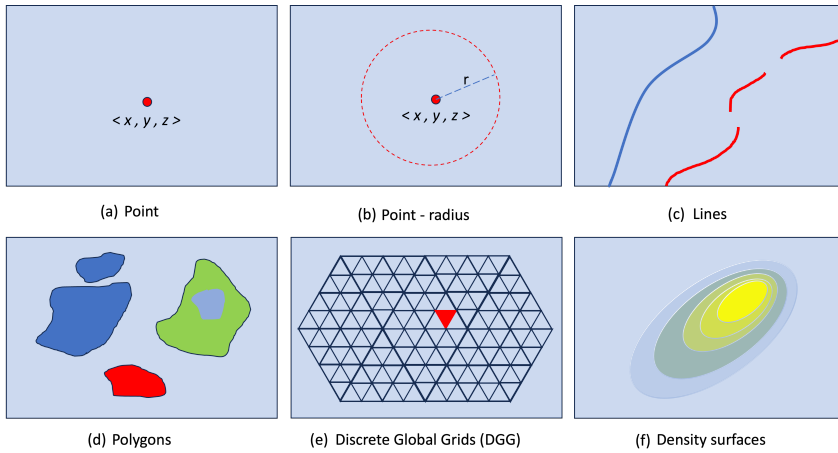 < x , y , z >
(a) Point
r
< x , y , z >
(b) Point - radius
(c) Lines
(d) Polygons
(e) Discrete Global Grids (DGG)
(f) Density surfaces